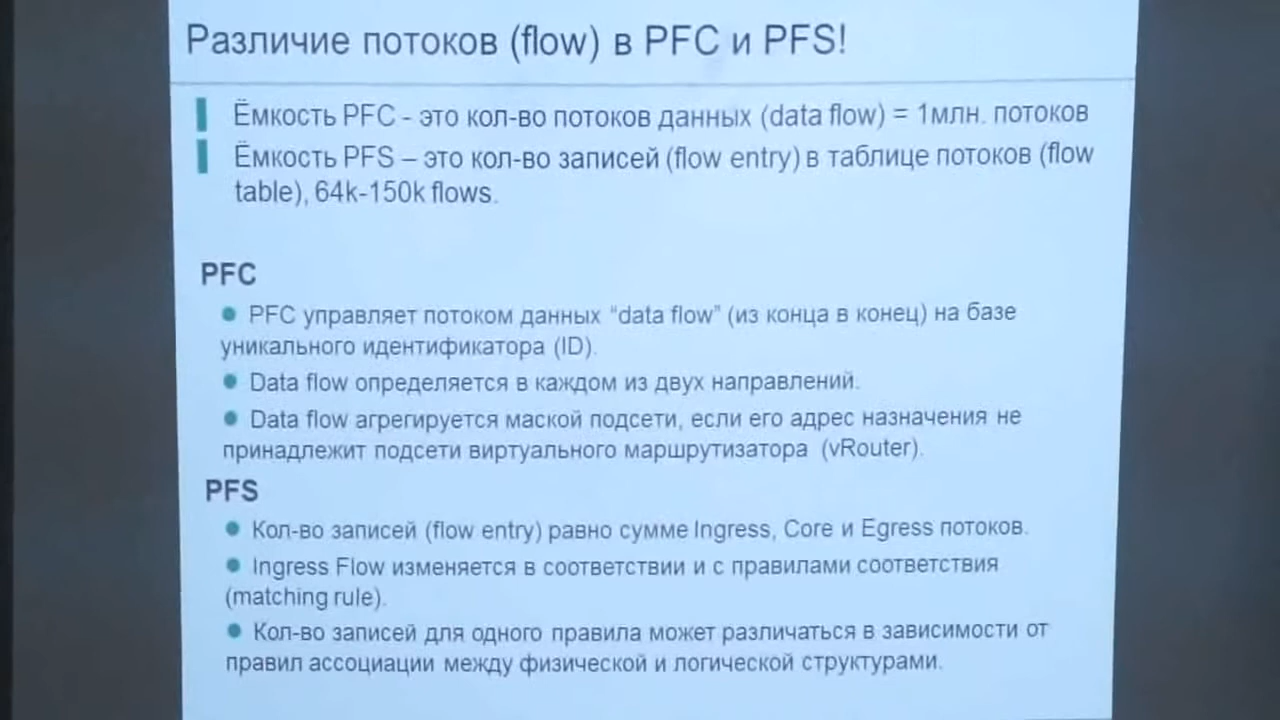 Различие потоков (flow) в PFC и PFS!
Ёмкость PFC - это кол-во потоков данных (data flow) = 1млн. потоков
Ёмкость PFS – это кол-во записей (flow entry) в таблице потоков (flow
table), 64k-150k flows.
PFC
● PFC управляет потоком данных “data flow” (из конца в конец) на базе
уникального идентификатора (ID).
● Data flow определяется в каждом из двух направлений.
● Data flow агрегируется маской подсети, если его адрес назначения не
принадлежит подсети виртуального маршрутизатора (vRouter).
PFS
● Кол-во записей (flow entry) равно сумме Ingress, Core и Egress потоков.
● Ingress Flow изменяется в соответствии и с правилами соответствия
(matching rule).
● Кол-во записей для одного правила может различаться в зависимости от
правил ассоциации между физической и логической структурами.